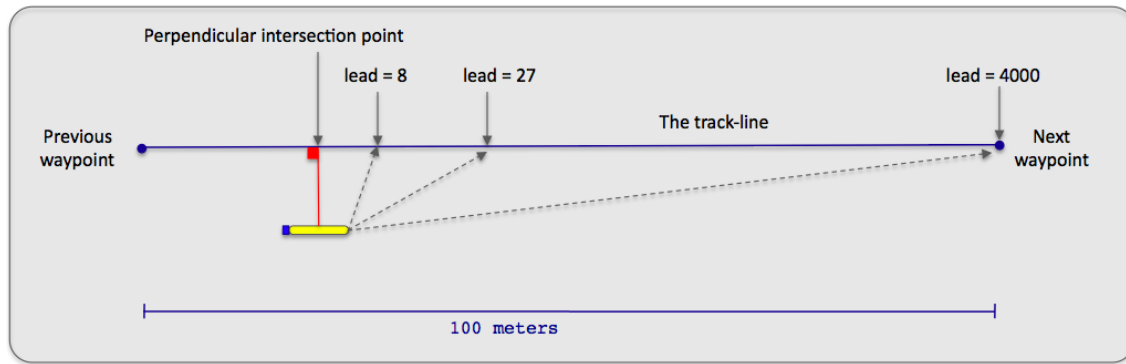 Perpendicular intersection point
lead = 8
lead = 27
lead = 4000
The track-line
Previous
waypoint
Next
waypoint
100 meters